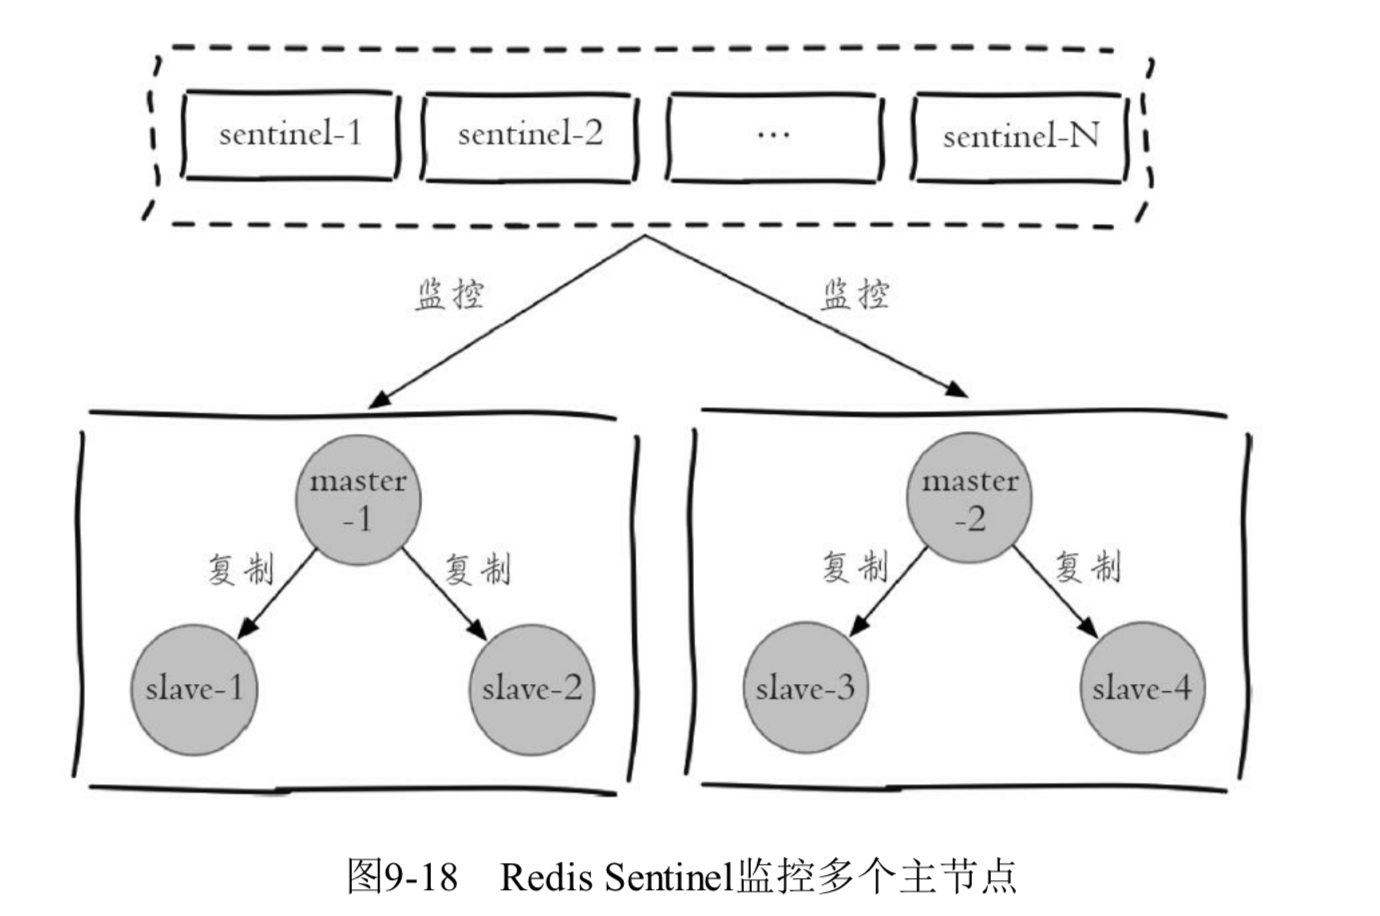 sentinel-1
sentinel-2
...
sentinel-N
监控
监控
master
-1
复制
复制
slave-1
slave-2
master
-2
复制
复制
slave-3
slave-4
图9-18 Redis Sentinel监控多个主节点